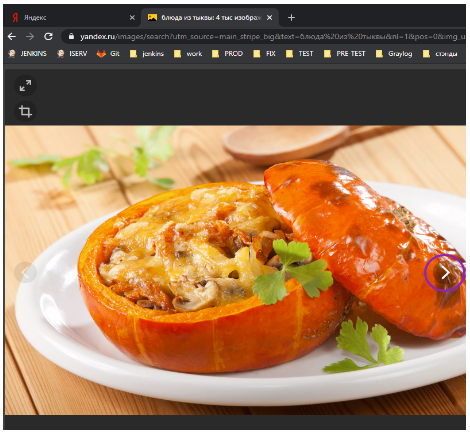 Яндекс
блюда из тыквы: 4 тыс изображ
yandex.ru/images/search?utm_source=main_stripe_big&text=блюда%20из%20тыквы&nl=1&pos=0&img_u
JENKINS ISERV Git jenkins work PROD FIX TEST PRE-TEST Graylog стэнды